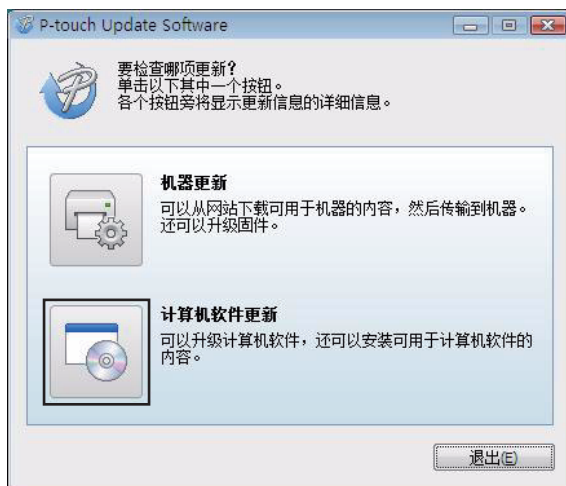 P-touch Update Software
要检查哪项更新？
单击以下其中一个按钮。
各个按钮旁将显示更新信息的详细信息。
机器更新
可以从网站下载可用于机器的内容，然后传输到机器。
还可以升级固件。
计算机软件更新
可以升级计算机软件，还可以安装可用于计算机软件的
内容。
退出(E)